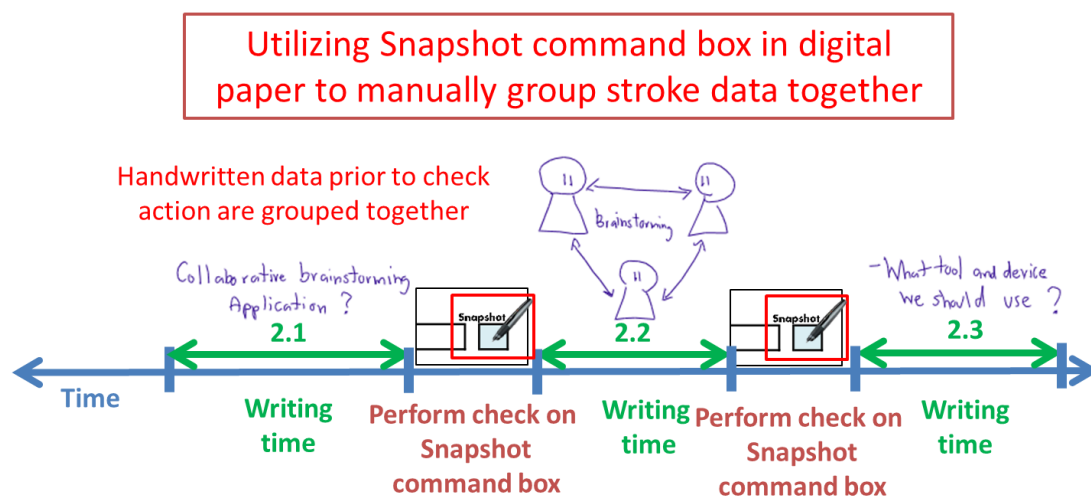 Utilizing Snapshot command box in digital
paper to manually group stroke data together
Handwritten data prior to check
action are grouped together
Brainstorming
Collaborative brainstorming
Application ?
-What tool and device
we should use ?
Snapshot
Snapshot
2.1
2.2
2.3
Time
Writing
time
Perform check on
Snapshot
command box
Writing
time
Perform check on
Snapshot
command box
Writing
time